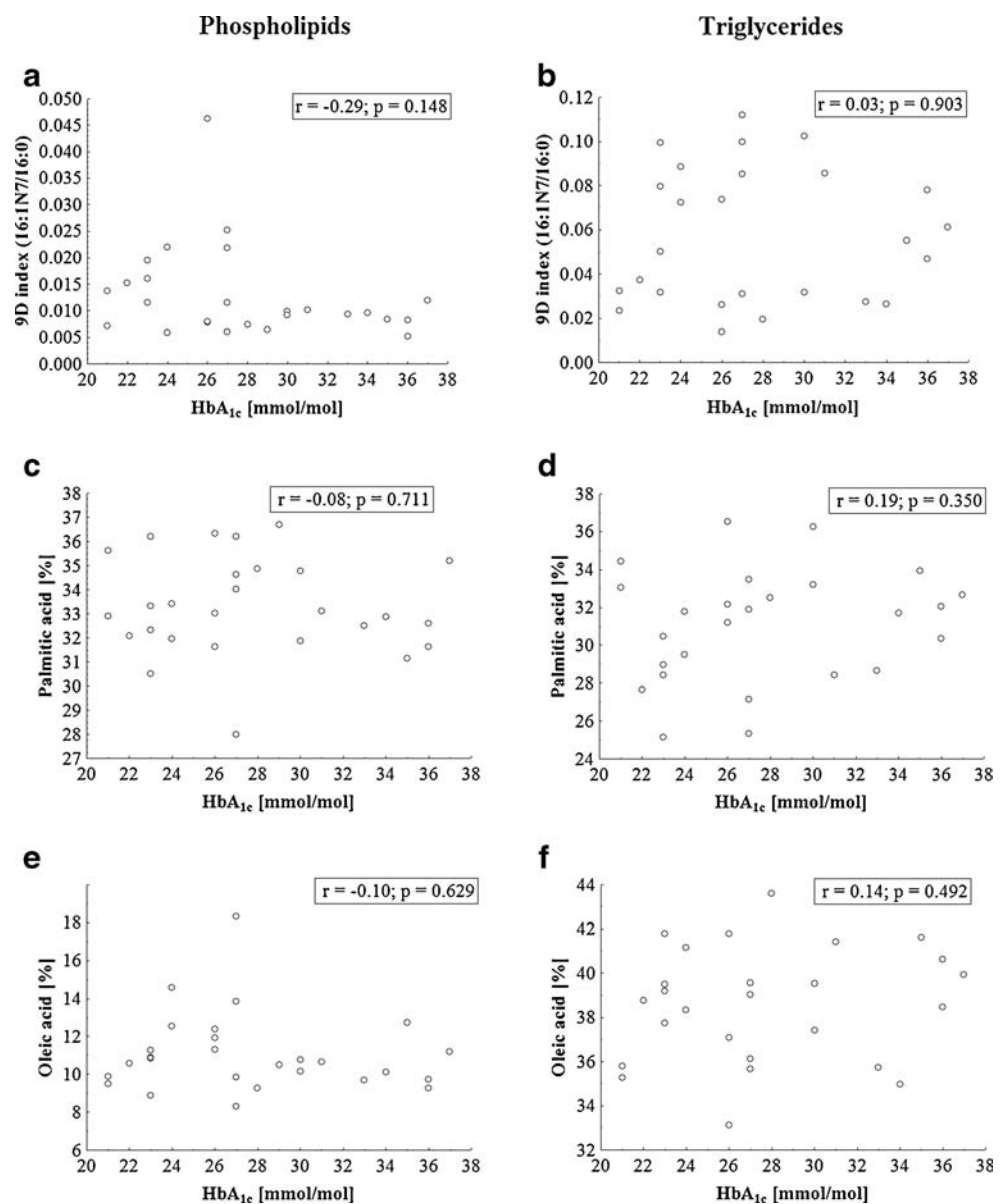 Phospholipids
Triglycerides
a
r = -0.29; p = 0.148
0.050
0.045
0.040
0.035
0.030
0.025
0.020
0.015
0.010
0.005
0.000
9D index (16:1N7/16:0)
20 22 24 26 28 30 32 34 36 38
HbA1c [mmol/mol]
b
r = 0.03; p = 0.903
0.12
0.10
0.08
0.06
0.04
0.02
0.00
9D index (16:1N7/16:0)
20 22 24 26 28 30 32 34 36 38
HbA1c [mmol/mol]
c
r = -0.08; p = 0.711
38
37
36
35
34
33
32
31
30
29
28
27
Palmitic acid [%]
20 22 24 26 28 30 32 34 36 38
HbA1c [mmol/mol]
d
r = 0.19; p = 0.350
38
36
34
32
30
28
26
24
Palmitic acid [%]
20 22 24 26 28 30 32 34 36 38
HbA1c [mmol/mol]
e
r = -0.10; p = 0.629
18
16
14
12
10
8
6
Oleic acid [%]
20 22 24 26 28 30 32 34 36 38
HbA1c [mmol/mol]
f
r = 0.14; p = 0.492
44
42
40
38
36
34
32
Oleic acid [%]
20 22 24 26 28 30 32 34 36 38
HbA1c [mmol/mol]